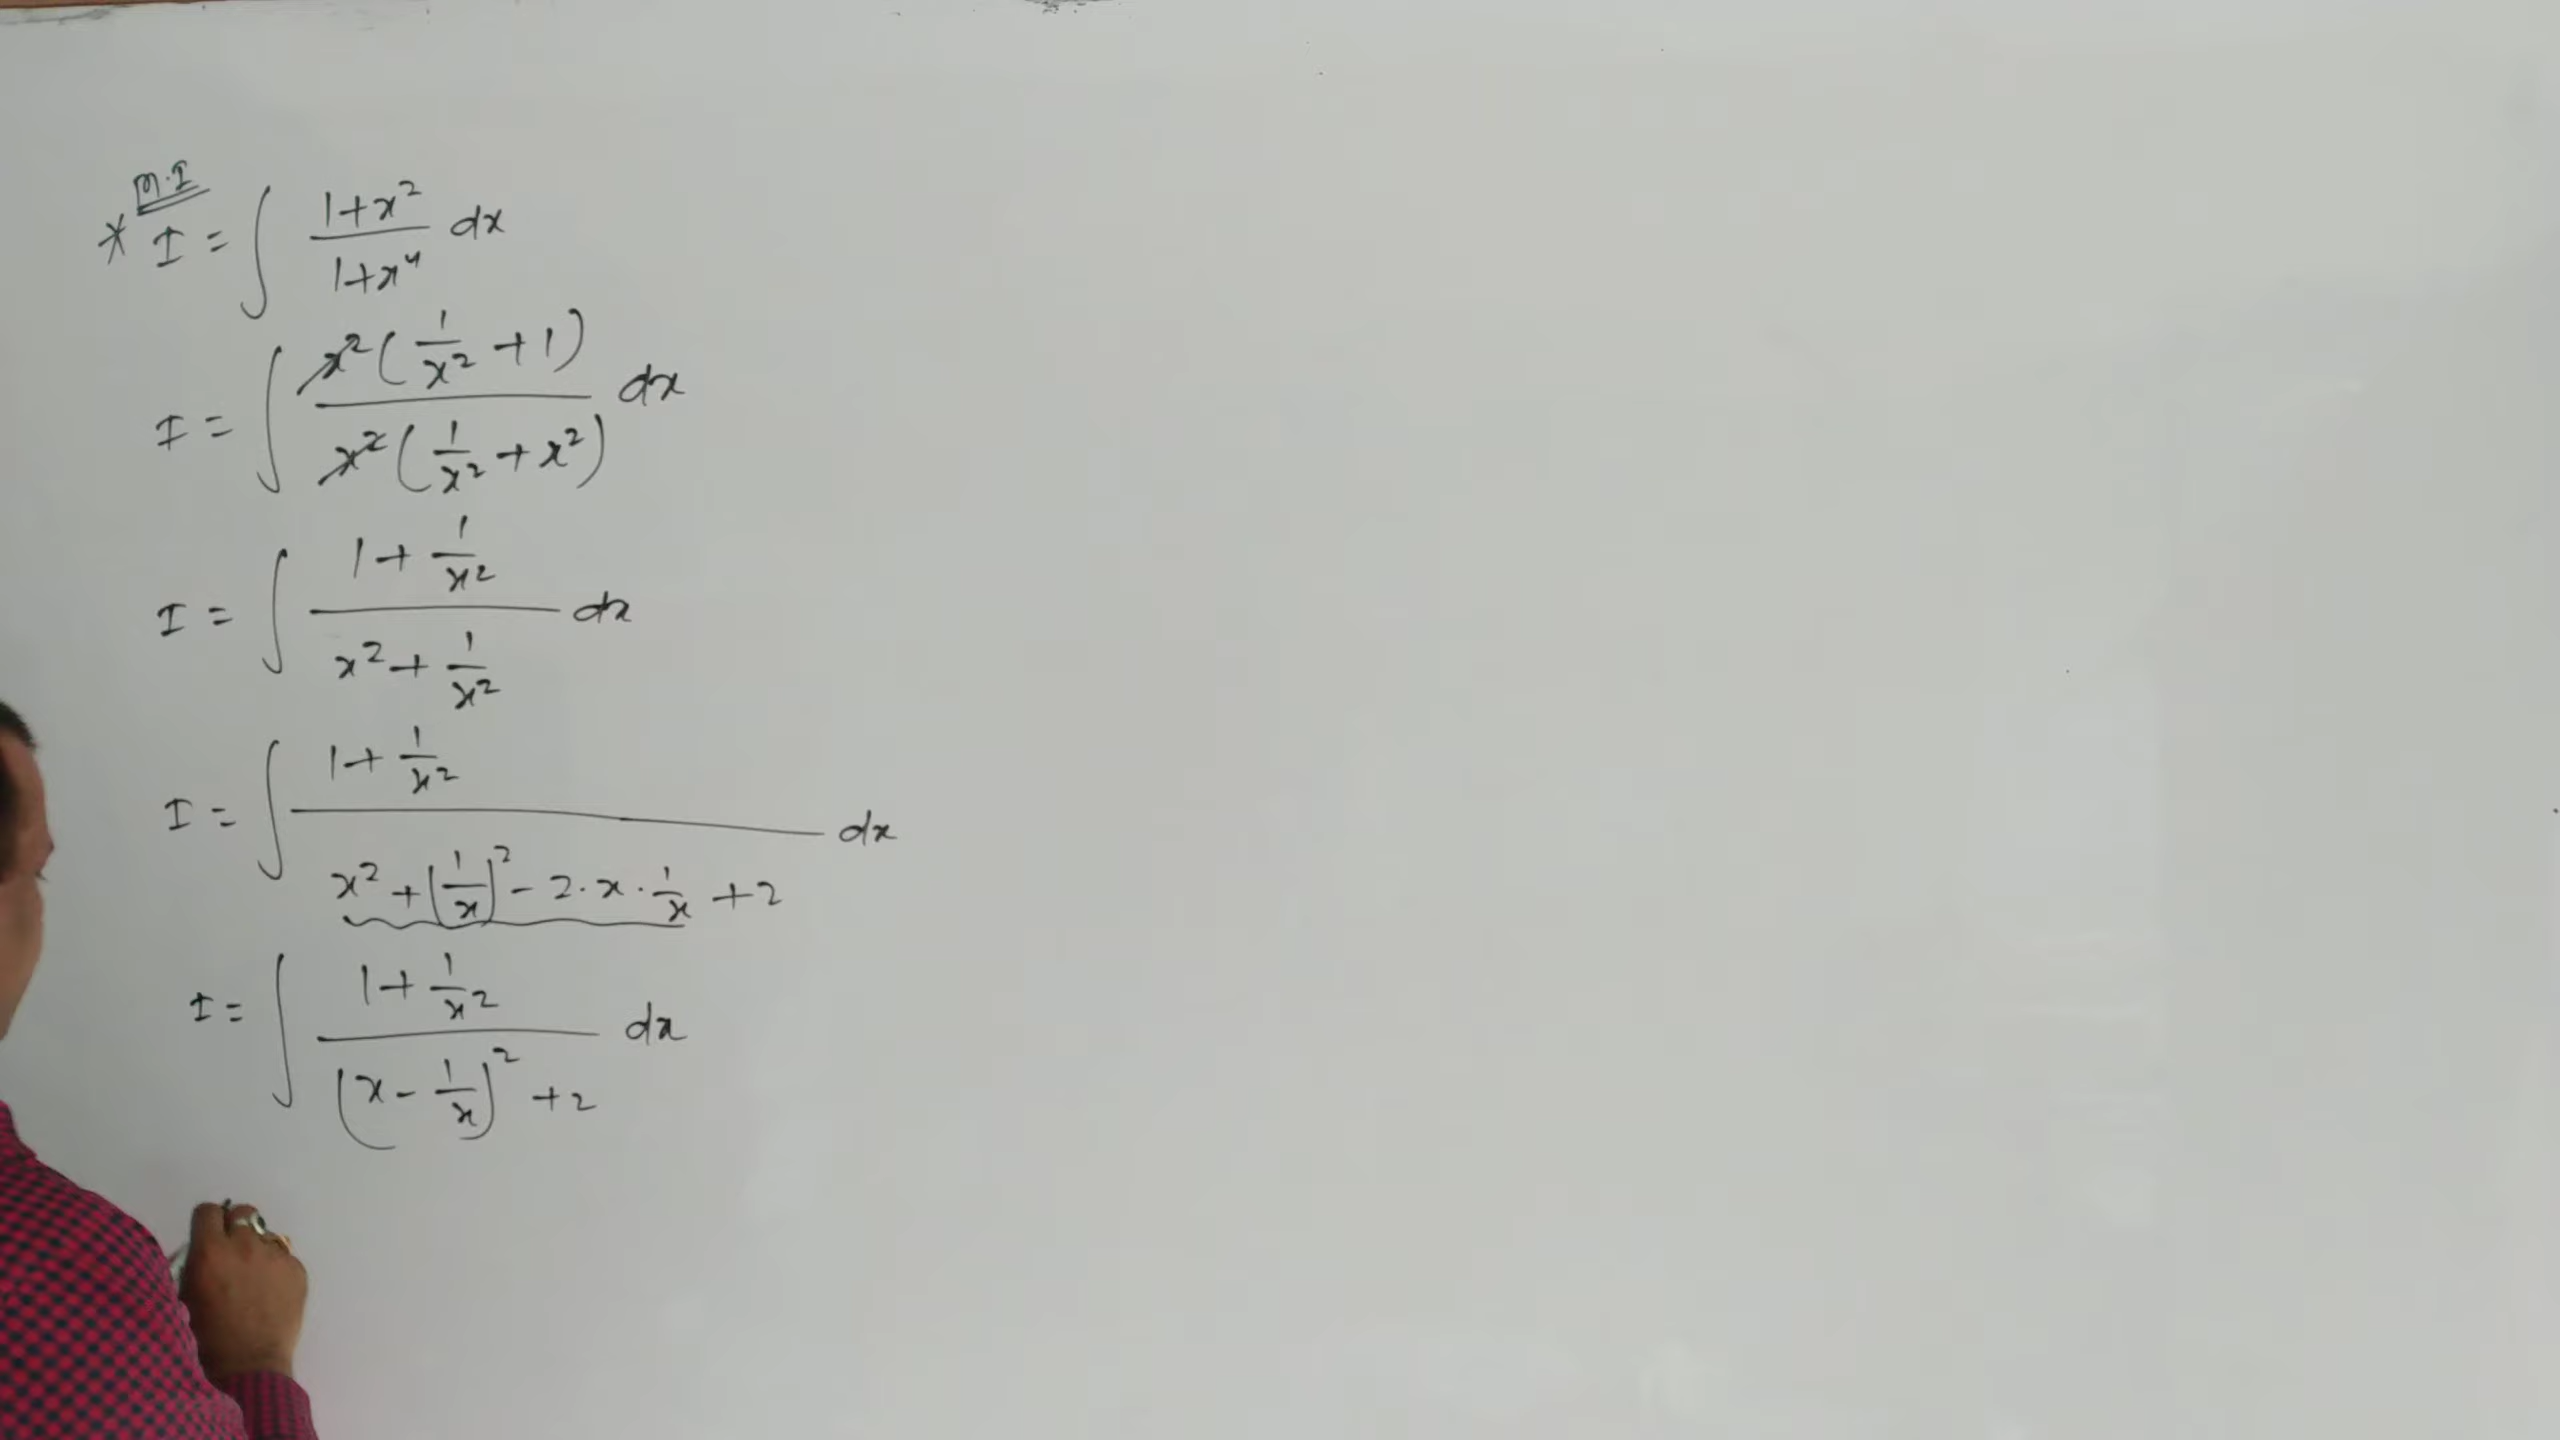 M.I
* I = ∫ (1+x²)/(1+x⁴) dx
I = ∫ x²(1/x² + 1)/x²(1/x² + x²) dx
I = ∫ (1 + 1/x²)/(x² + 1/x²) dx
I = ∫ (1 + 1/x²)/(x² + (1/x)² - 2·x·1/x + 2) dx
I = ∫ (1 + 1/x²)/((x - 1/x)² + 2) dx